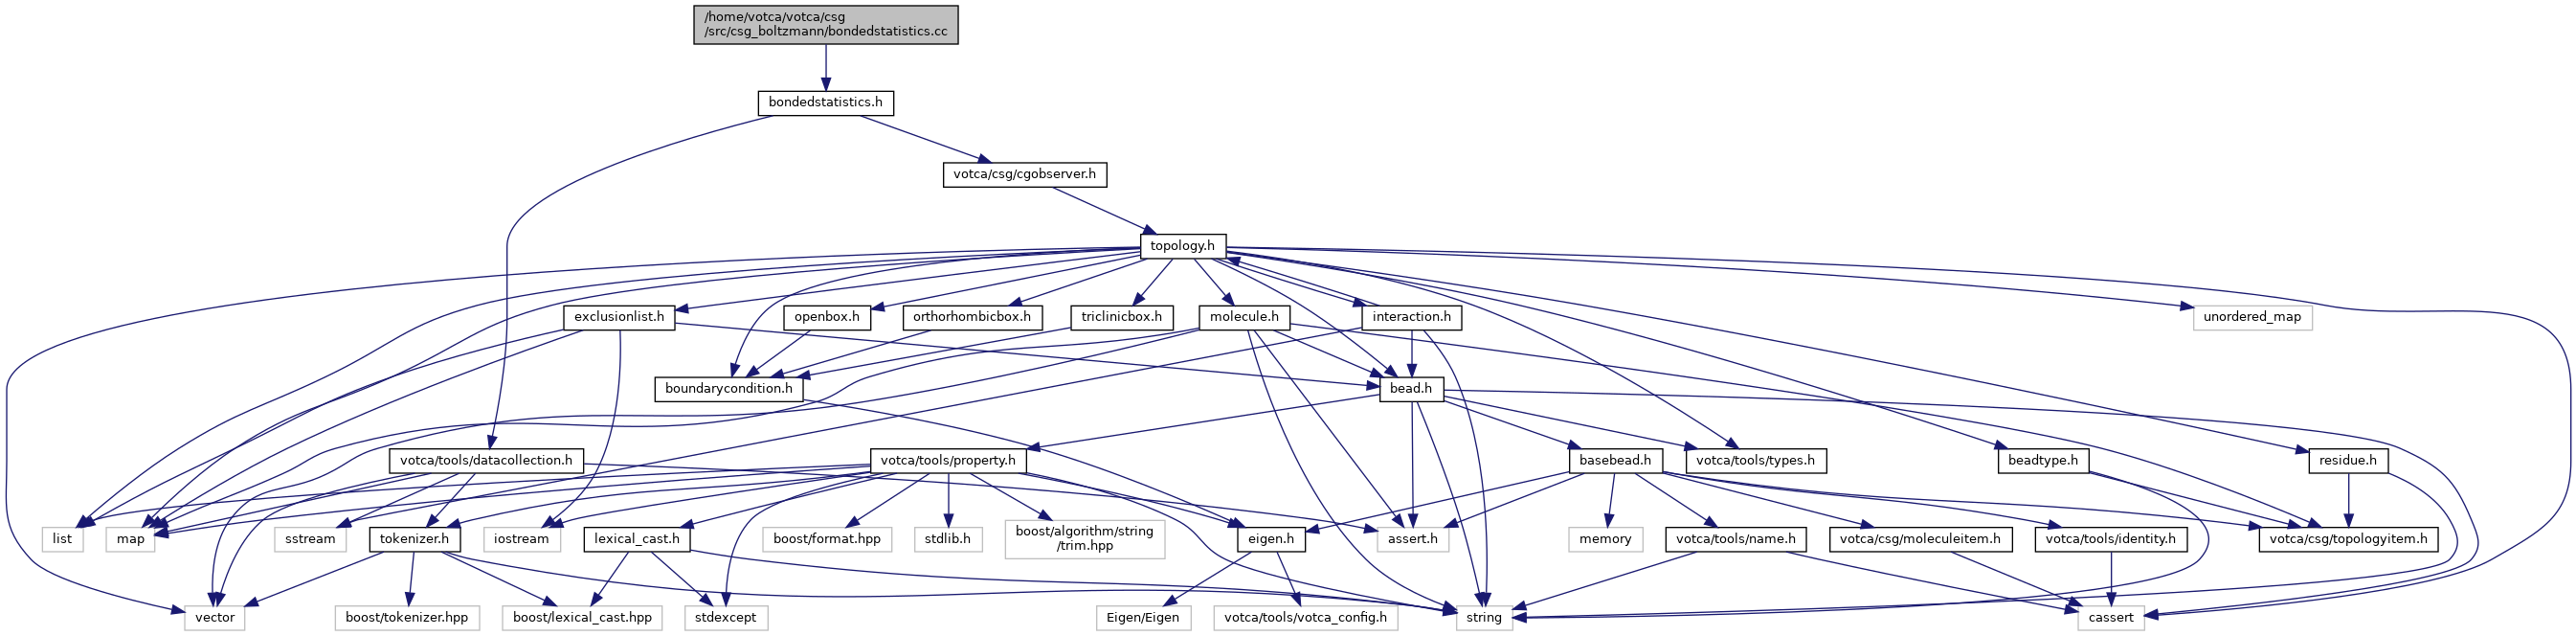 /home/votca/votca/csg
/src/csg_boltzmann/bondedstatistics.cc
bondedstatistics.h
votca/csg/cgobserver.h
topology.h
exclusionlist.h
openbox.h
orthorhombicbox.h
triclinicbox.h
molecule.h
interaction.h
unordered_map
boundarycondition.h
bead.h
votca/tools/datacollection.h
votca/tools/property.h
basebead.h
votca/tools/types.h
beadtype.h
residue.h
list
map
sstream
tokenizer.h
iostream
lexical_cast.h
boost/format.hpp
stdlib.h
boost/algorithm/string
/trim.hpp
eigen.h
assert.h
memory
votca/tools/name.h
votca/csg/moleculeitem.h
votca/tools/identity.h
votca/csg/topologyitem.h
vector
boost/tokenizer.hpp
boost/lexical_cast.hpp
stdexcept
Eigen/Eigen
votca/tools/votca_config.h
string
cassert